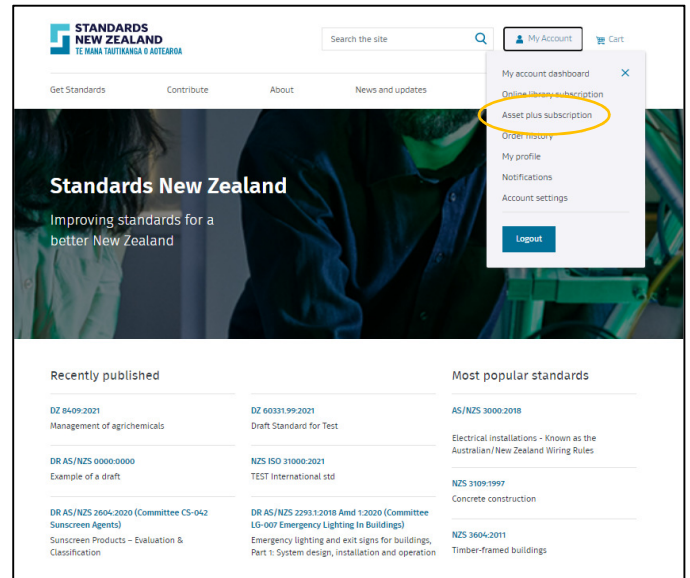 STANDARDS
NEW ZEALAND
TE MANA TAUTIKANGA O AOTEAROA
Search the site
My Account
Cart
Get Standards
Contribute
About
News and updates
My account dashboard
Online library subscription
Asset plus subscription
Order history
My profile
Notifications
Account settings
Logout
Standards New Zealand
Improving standards for a
better New Zealand
Recently published
DZ 8409:2021
Management of agrichemicals
DZ 60331.99:2021
Draft Standard for Test
DR AS/NZS 0000:0000
Example of a draft
NZS ISO 31000:2021
TEST International std
DR AS/NZS 2604:2020 (Committee CS-042
Sunscreen Agents)
Sunscreen Products – Evaluation &
Classification
DR AS/NZS 2293.1:2018 Amd 1:2020 (Committee
LG-007 Emergency Lighting In Buildings)
Emergency lighting and exit signs for buildings,
Part 1: System design, installation and operation
Most popular standards
AS/NZS 3000:2018
Electrical installations - Known as the
Australian/New Zealand Wiring Rules
NZS 3109:1997
Concrete construction
NZS 3604:2011
Timber-framed buildings